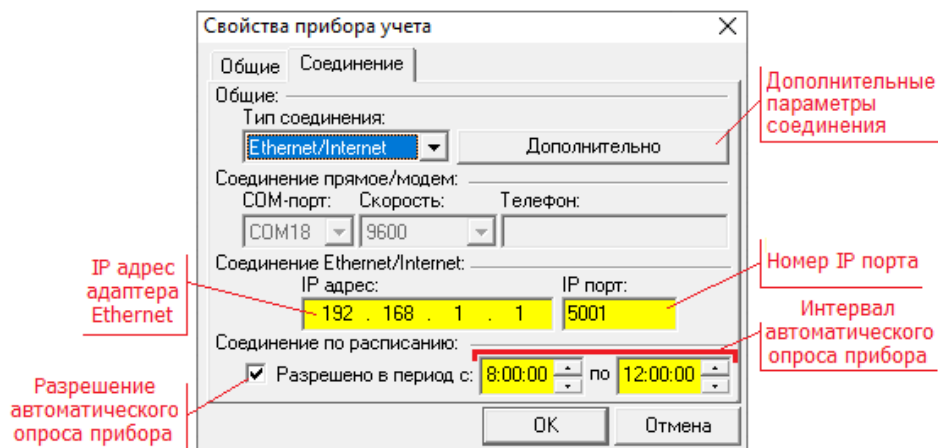 Свойства прибора учета
Общие Соединение
Общие:
Тип соединения:
Ethernet/Internet Дополнительно
Дополнительные
параметры
соединения
Соединение прямое/модем:
COM-порт: Скорость: Телефон:
COM18 9600
Соединение Ethernet/Internet:
IP адрес: IP порт:
192 . 168 . 1 . 1 5001
IP адрес
адаптера
Ethernet
Номер IP порта
Соединение по расписанию:
Разрешено в период с: 8:00:00 по 12:00:00
Интервал
автоматического
опроса прибора
Разрешение
автоматического
опроса прибора
OK Отмена